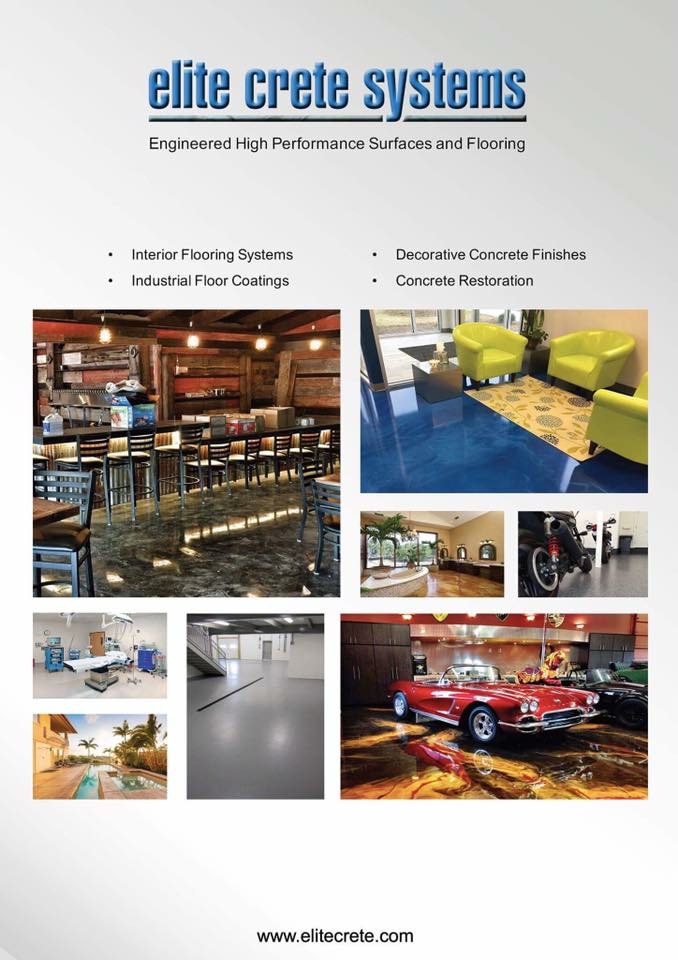 elite crete systems
Engineered High Performance Surfaces and Flooring
• Interior Flooring Systems
• Industrial Floor Coatings
• Decorative Concrete Finishes
• Concrete Restoration
www.elitecrete.com